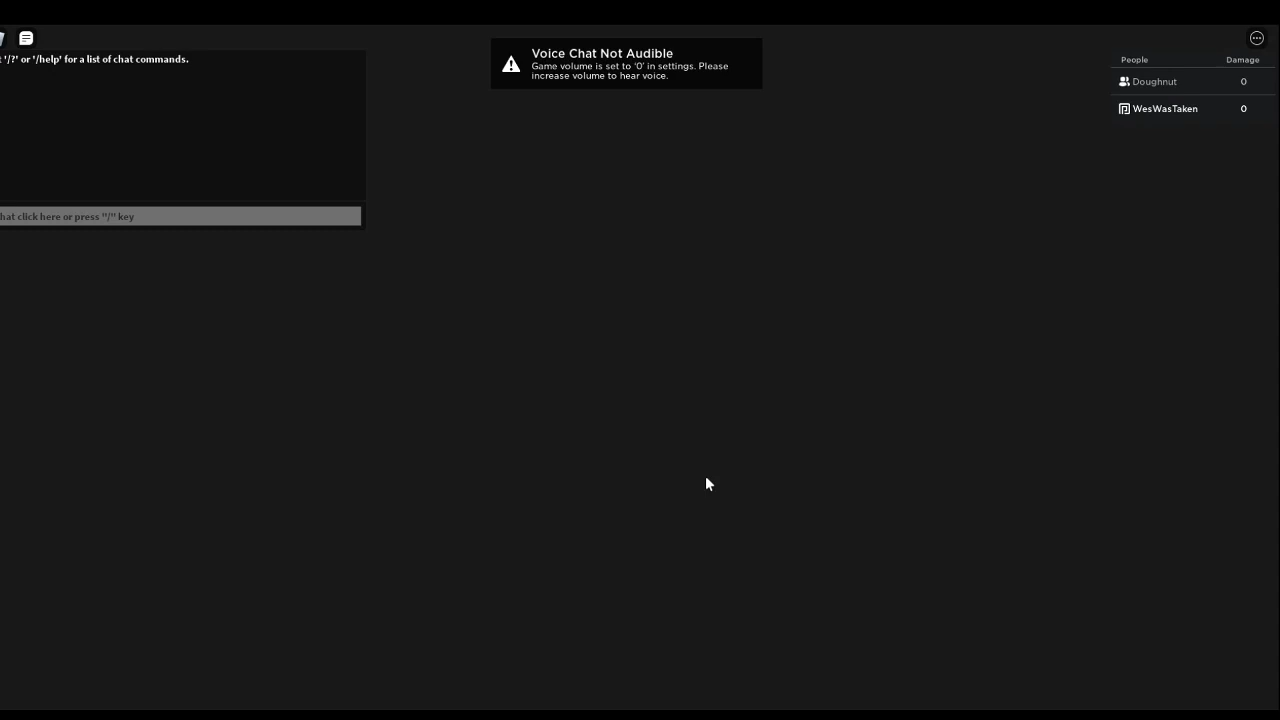 '/?' or '/help' for a list of chat commands.
hat click here or press "/" key
Voice Chat Not Audible
Game volume is set to '0' in settings. Please
increase volume to hear voice.
People Damage
Doughnut 0
WesWasTaken 0